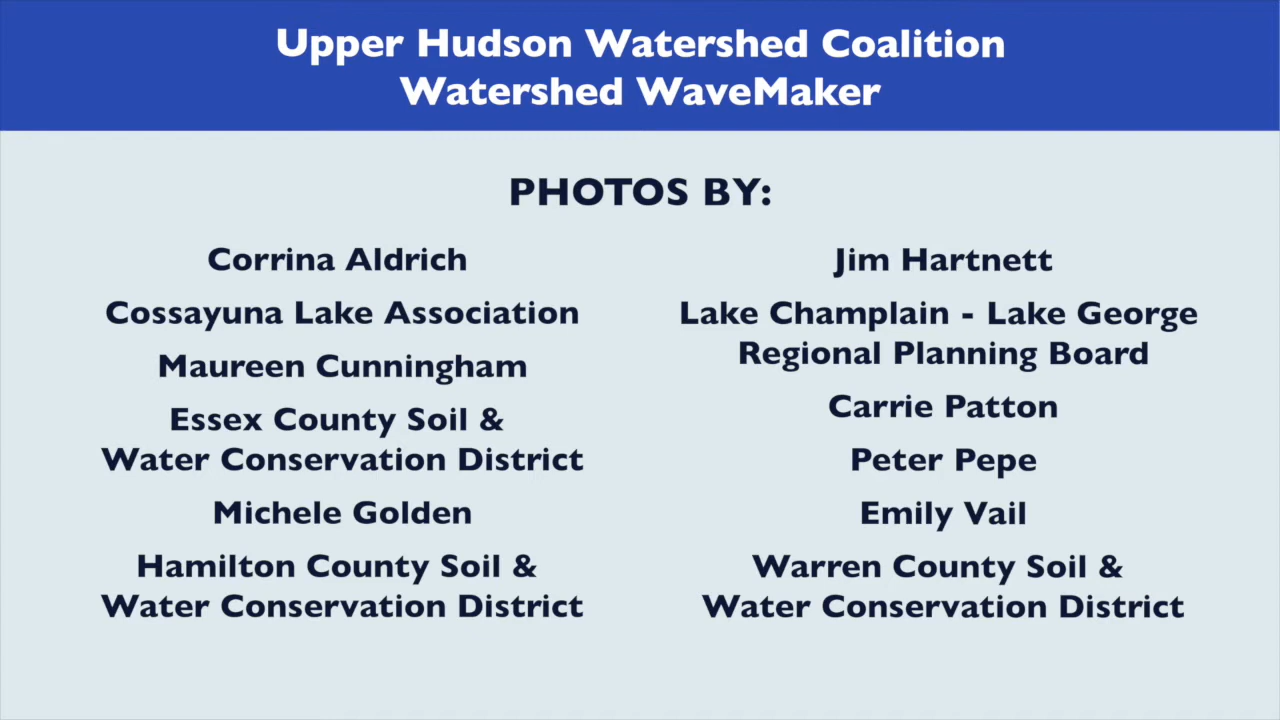 Upper Hudson Watershed Coalition
Watershed WaveMaker
PHOTOS BY:
Corrina Aldrich
Cossayuna Lake Association
Maureen Cunningham
Essex County Soil &
Water Conservation District
Michele Golden
Hamilton County Soil &
Water Conservation District
Jim Hartnett
Lake Champlain - Lake George
Regional Planning Board
Carrie Patton
Peter Pepe
Emily Vail
Warren County Soil &
Water Conservation District